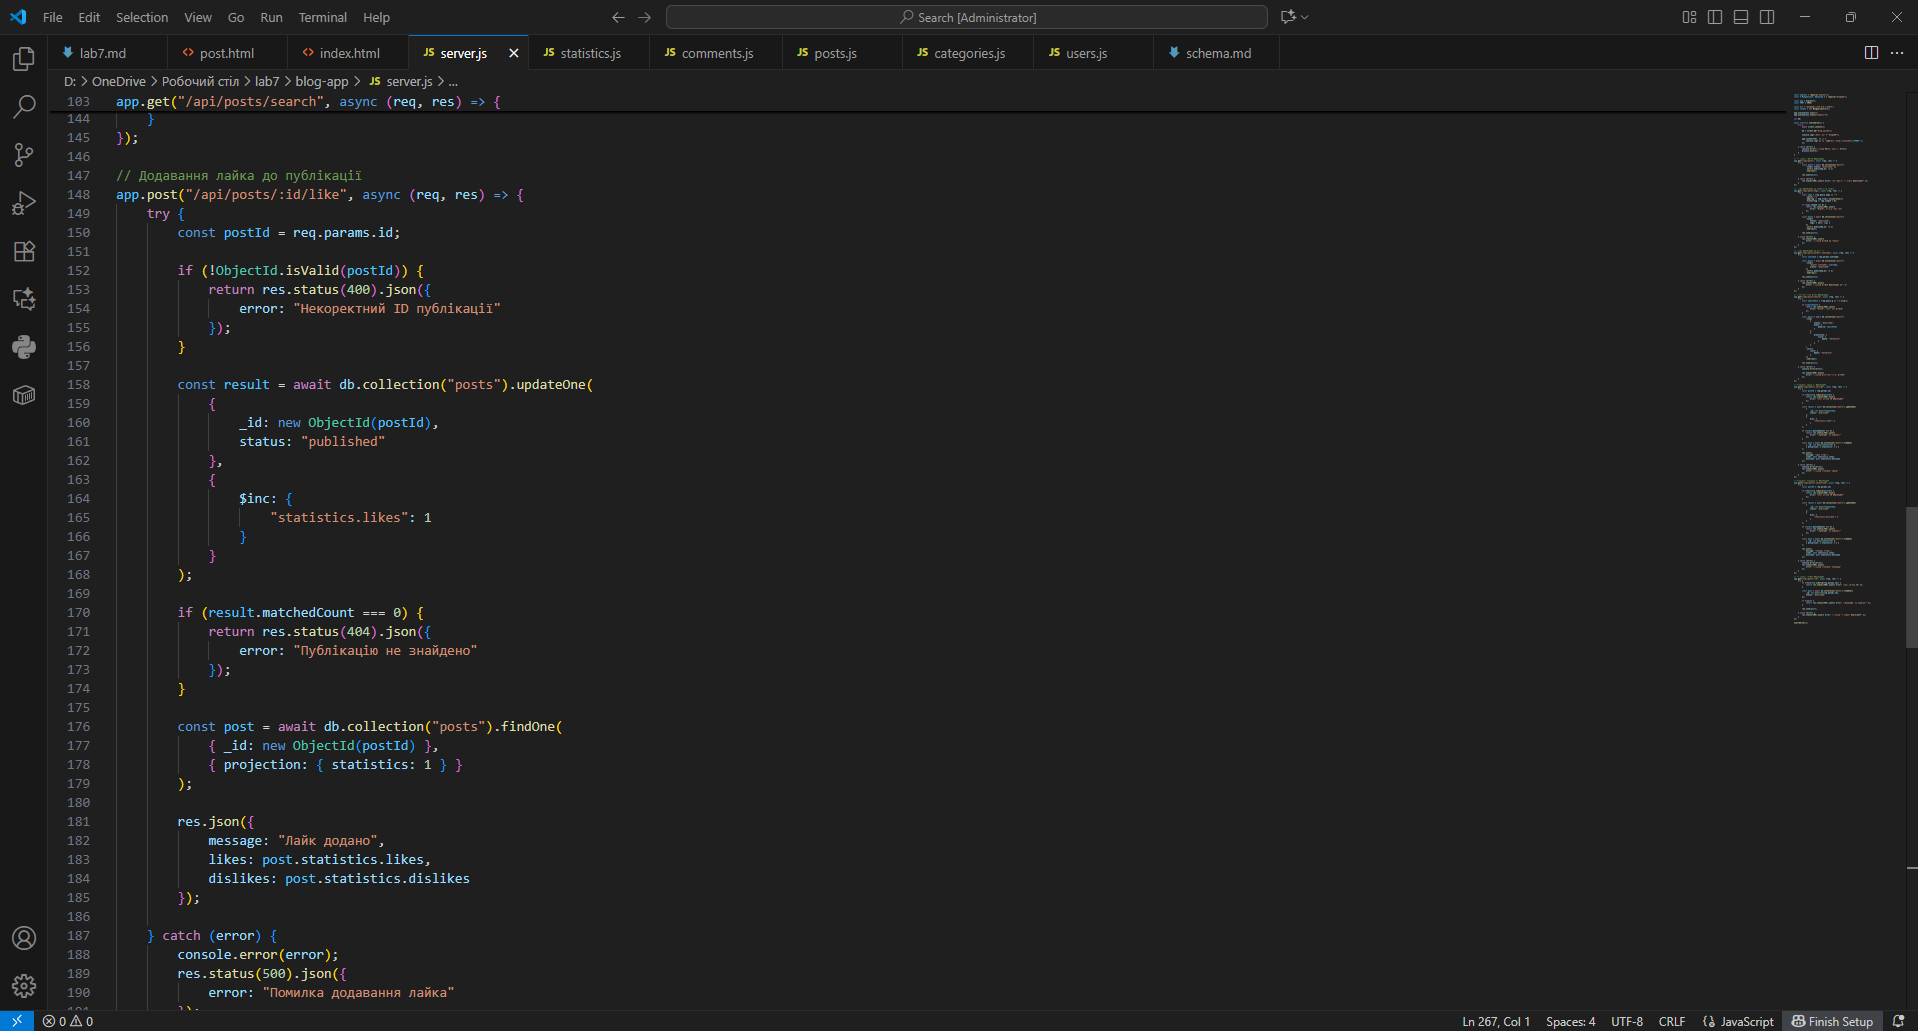 File Edit Selection View Go Run Terminal Help
Search [Administrator]
lab7.md post.html index.html JS server.js JS statistics.js JS comments.js JS posts.js JS categories.js JS users.js schema.md
D: > OneDrive > Робочий стіл > lab7 > blog-app > JS server.js > ...
103 app.get("/api/posts/search", async (req, res) => {
144 }
145 });
146
147 // Додавання лайка до публікації
148 app.post("/api/posts/:id/like", async (req, res) => {
149 try {
150 const postId = req.params.id;
151
152 if (!ObjectId.isValid(postId)) {
153 return res.status(400).json({
154 error: "Некоректний ID публікації"
155 });
156 }
157
158 const result = await db.collection("posts").updateOne(
159 {
160 _id: new ObjectId(postId),
161 status: "published"
162 },
163 {
164 $inc: {
165 "statistics.likes": 1
166 }
167 }
168 );
169
170 if (result.matchedCount === 0) {
171 return res.status(404).json({
172 error: "Публікацію не знайдено"
173 });
174 }
175
176 const post = await db.collection("posts").findOne(
177 { _id: new ObjectId(postId) },
178 { projection: { statistics: 1 } }
179 );
180
181 res.json({
182 message: "Лайк додано",
183 likes: post.statistics.likes,
184 dislikes: post.statistics.dislikes
185 });
186
187 } catch (error) {
188 console.error(error);
189 res.status(500).json({
190 error: "Помилка додавання лайка"
0 0 Ln 267, Col 1 Spaces: 4 UTF-8 CRLF {} JavaScript Finish Setup